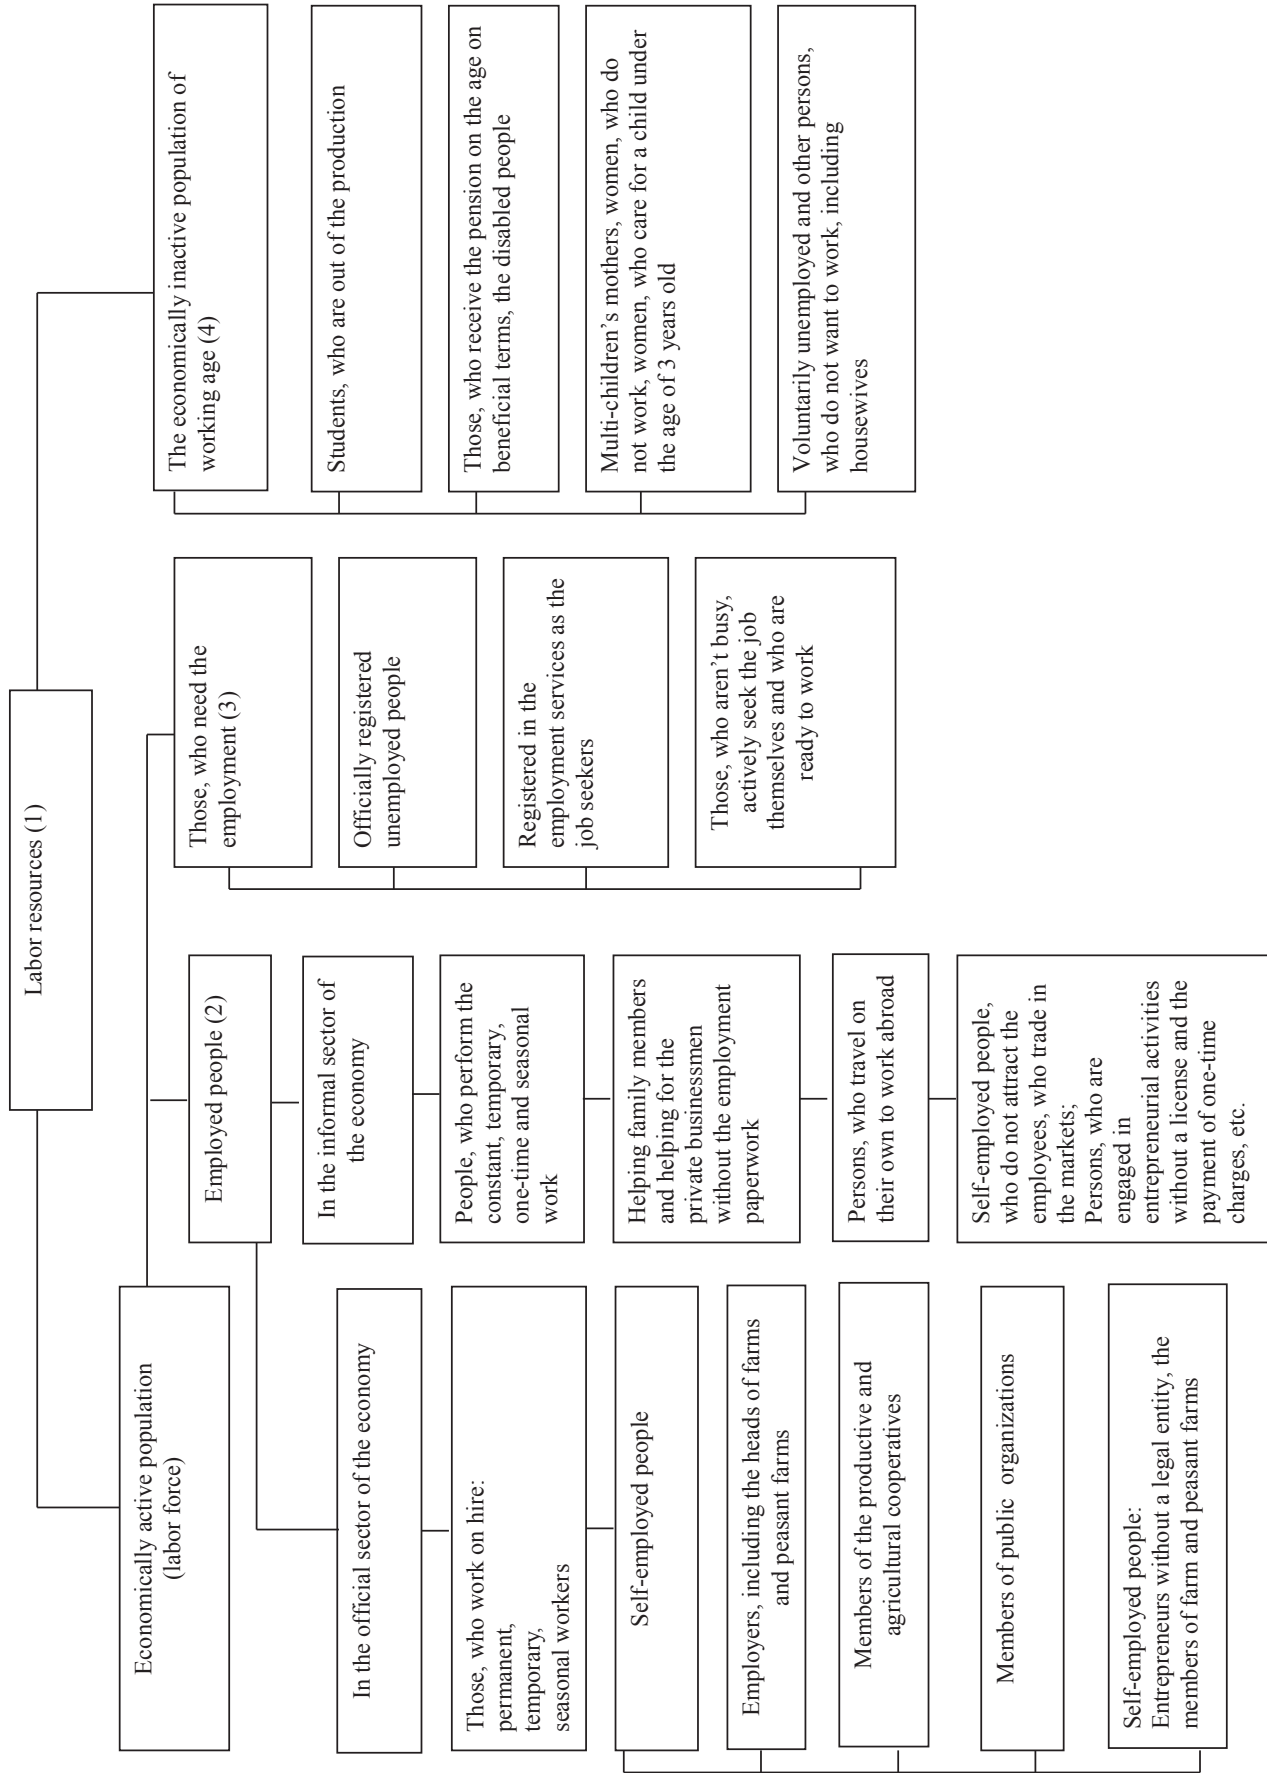 Labor resources (1)
Economically active population
(labor force)
Employed people (2)
Those, who need the
employment (3)
The economically inactive population of
working age (4)
In the official sector of the economy
Those, who work on hire:
permanent,
temporary,
seasonal workers
Self-employed people
Employers, including the heads of farms
and peasant farms
Members of the productive and
agricultural cooperatives
Members of public organizations
Self-employed people:
Entrepreneurs without a legal entity, the
members of farm and peasant farms
In the informal sector of
the economy
People, who perform the
constant, temporary,
one-time and seasonal
work
Helping family members
and helping for the
private businessmen
without the employment
paperwork
Persons, who travel on
their own to work abroad
Self-employed people,
who do not attract the
employees, who trade in
the markets;
Persons, who are
engaged in
entrepreneurial activities
without a license and the
payment of one-time
charges, etc.
Officially registered
unemployed people
Registered in the
employment services as the
job seekers
Those, who aren't busy,
actively seek the job
themselves and who are
ready to work
Students, who are out of the production
Those, who receive the pension on the age on
beneficial terms, the disabled people
Multi-children's mothers, women, who do
not work, women, who care for a child under
the age of 3 years old
Voluntarily unemployed and other persons,
who do not want to work, including
housewives